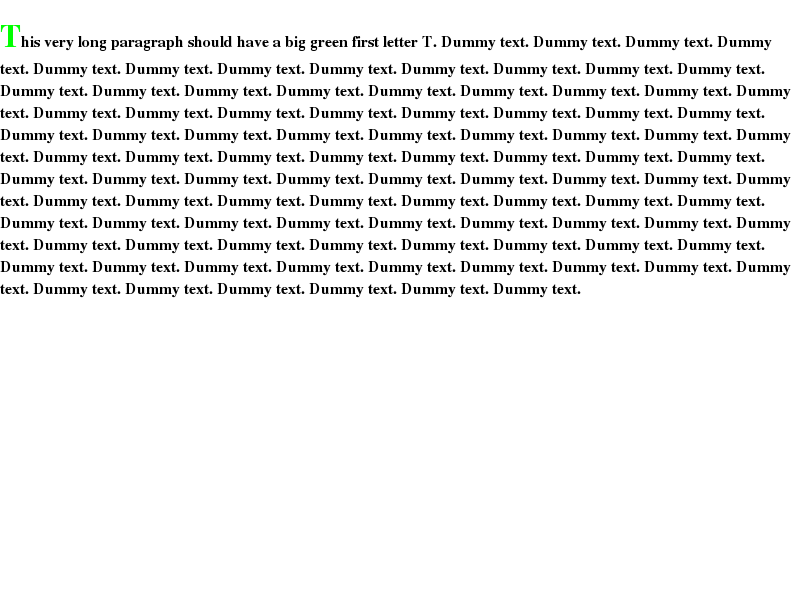 This very long paragraph should have a big green first letter T. Dummy text. Dummy text. Dummy text. Dummy
text. Dummy text. Dummy text. Dummy text. Dummy text. Dummy text. Dummy text. Dummy text. Dummy text.
Dummy text. Dummy text. Dummy text. Dummy text. Dummy text. Dummy text. Dummy text. Dummy text. Dummy
text. Dummy text. Dummy text. Dummy text. Dummy text. Dummy text. Dummy text. Dummy text. Dummy text.
Dummy text. Dummy text. Dummy text. Dummy text. Dummy text. Dummy text. Dummy text. Dummy text. Dummy
text. Dummy text. Dummy text. Dummy text. Dummy text. Dummy text. Dummy text. Dummy text. Dummy text.
Dummy text. Dummy text. Dummy text. Dummy text. Dummy text. Dummy text. Dummy text. Dummy text. Dummy
text. Dummy text. Dummy text. Dummy text. Dummy text. Dummy text. Dummy text. Dummy text. Dummy text.
Dummy text. Dummy text. Dummy text. Dummy text. Dummy text. Dummy text. Dummy text. Dummy text. Dummy
text. Dummy text. Dummy text. Dummy text. Dummy text. Dummy text. Dummy text. Dummy text. Dummy text.
Dummy text. Dummy text. Dummy text. Dummy text. Dummy text. Dummy text. Dummy text. Dummy text. Dummy
text. Dummy text. Dummy text. Dummy text. Dummy text. Dummy text. Dummy text.